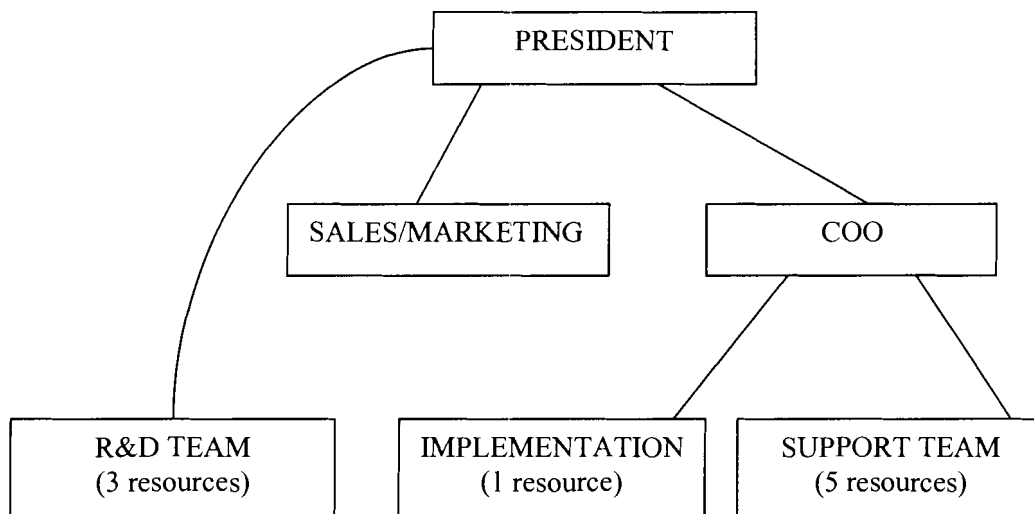 PRESIDENT
SALES/MARKETING
COO
R&D TEAM
(3 resources)
IMPLEMENTATION
(1 resource)
SUPPORT TEAM
(5 resources)